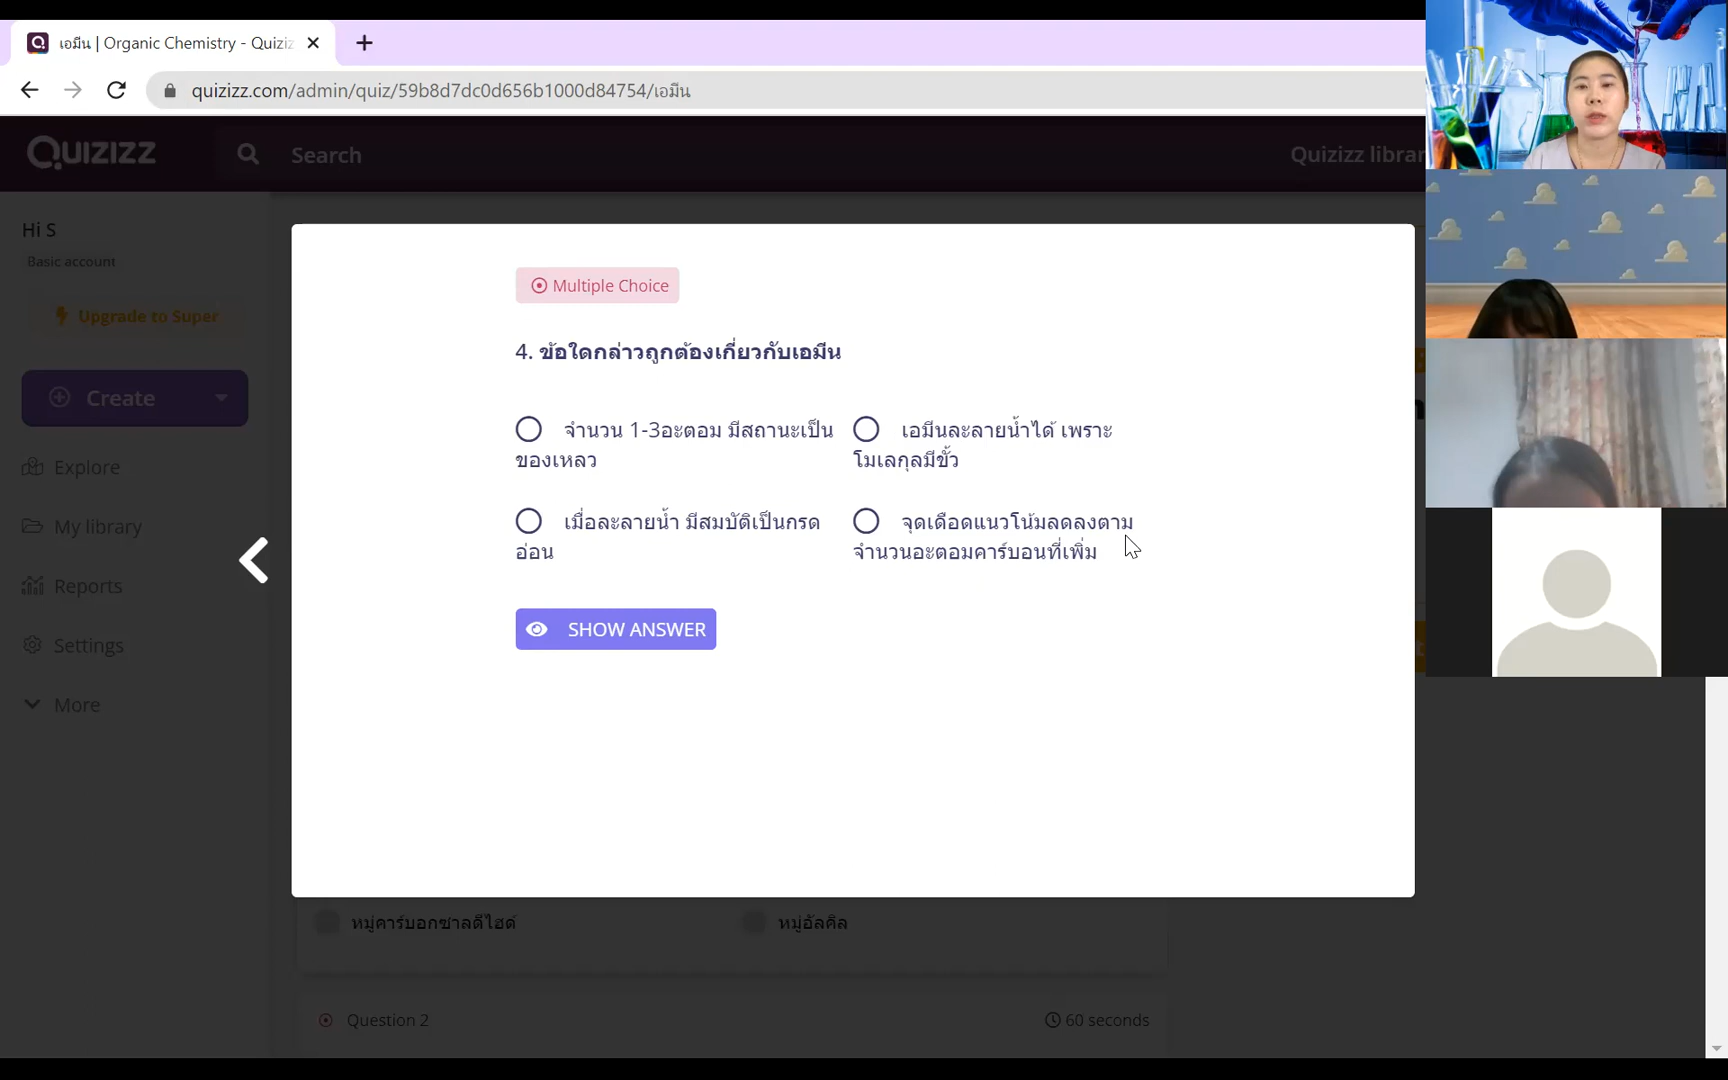 เอมีน | Organic Chemistry - Quiziz
quizizz.com/admin/quiz/59b8d7dc0d656b1000d84754/เอมีน
Quizizz
Search
Quizizz librar
Hi S
Basic account
Upgrade to Super
Create
Explore
My library
Reports
Settings
More
Multiple Choice
4. ข้อใดกล่าวถูกต้องเกี่ยวกับเอมีน
จำนวน 1-3อะตอม มีสถานะเป็น
ของเหลว
เอมีนละลายน้ำได้ เพราะ
โมเลกุลมีขั้ว
เมื่อละลายน้ำ มีสมบัติเป็นกรด
อ่อน
จุดเดือดแนวโน้มลดลงตาม
จำนวนอะตอมคาร์บอนที่เพิ่ม
SHOW ANSWER
หมู่คาร์บอกซาลดีไฮด์
หมู่อัลคิล
Question 2
60 seconds